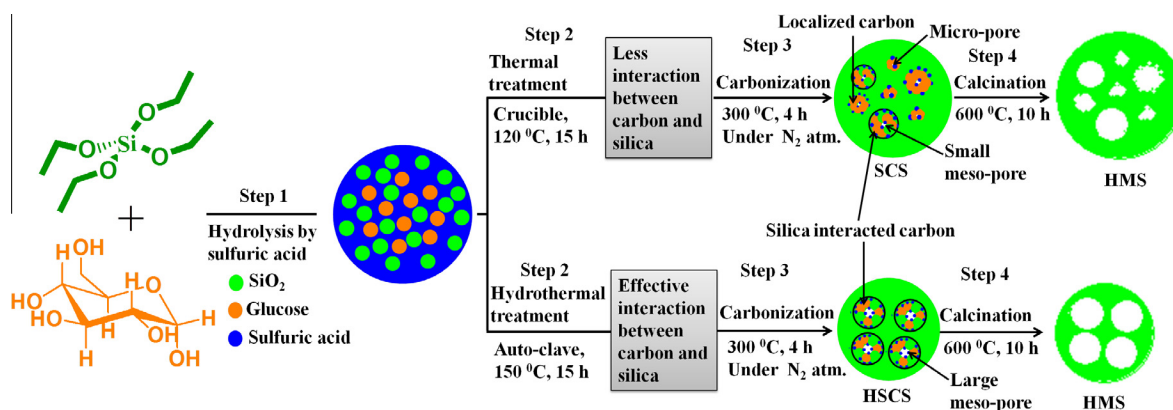 O
O
Si
O
O
+
OH
H
H
O
HO
HO
H
H
H
OH
OH
Step 1
Hydrolysis by
sulfuric acid
SiO2
Glucose
Sulfuric acid
Step 2
Thermal
treatment
Crucible,
120 ⁰C, 15 h
Less
interaction
between
carbon and
silica
Step 3
Carbonization
300 ⁰C, 4 h
Under N2 atm.
Localized carbon
Micro-pore
Small
meso-pore
SCS
Step 4
Calcination
600 ⁰C, 10 h
HMS
Silica interacted carbon
Step 2
Hydrothermal
treatment
Auto-clave,
150 ⁰C, 15 h
Effective
interaction
between
carbon and
silica
Step 3
Carbonization
300 ⁰C, 4 h
Under N2 atm.
HSCS
Large
meso-pore
Step 4
Calcination
600 ⁰C, 10 h
HMS